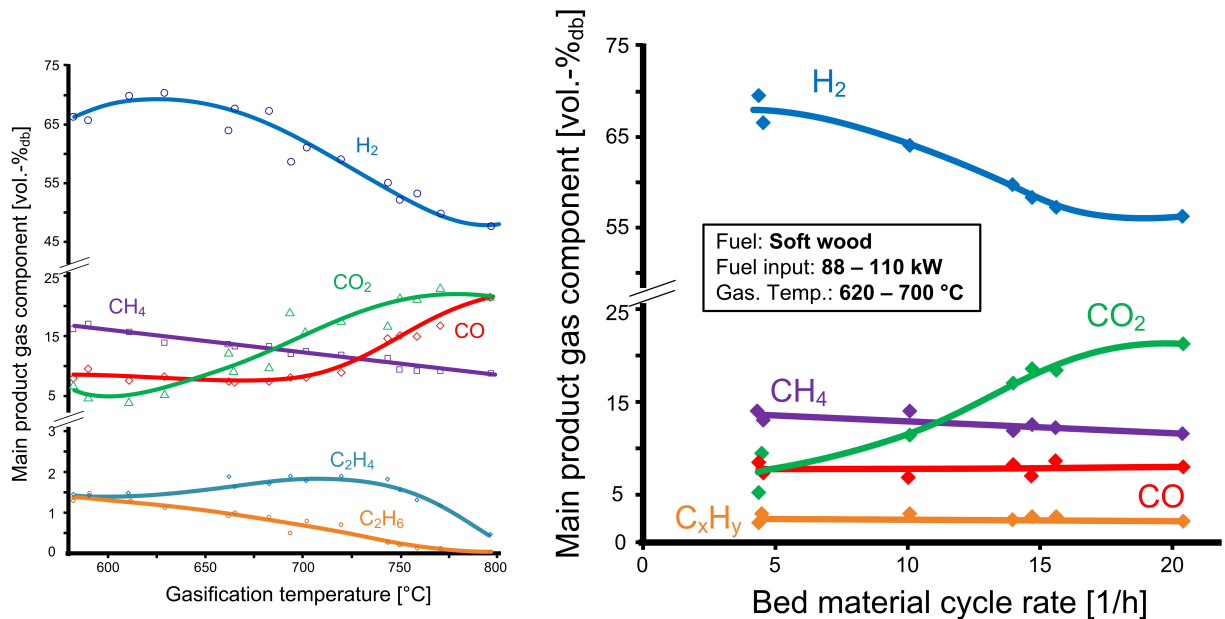 Main product gas component [vol.-%db]
75
65
55
45
25
15
5
3
2
1
0
H2
CO2
CH4
CO
C2H4
C2H6
600
650
700
750
800
Gasification temperature [°C]
Main product gas component [vol.-%db]
75
65
55
25
15
5
0
H2
Fuel: Soft wood
Fuel input: 88 – 110 kW
Gas. Temp.: 620 – 700 °C
CO2
CH4
CO
CxHy
0
5
10
15
20
Bed material cycle rate [1/h]